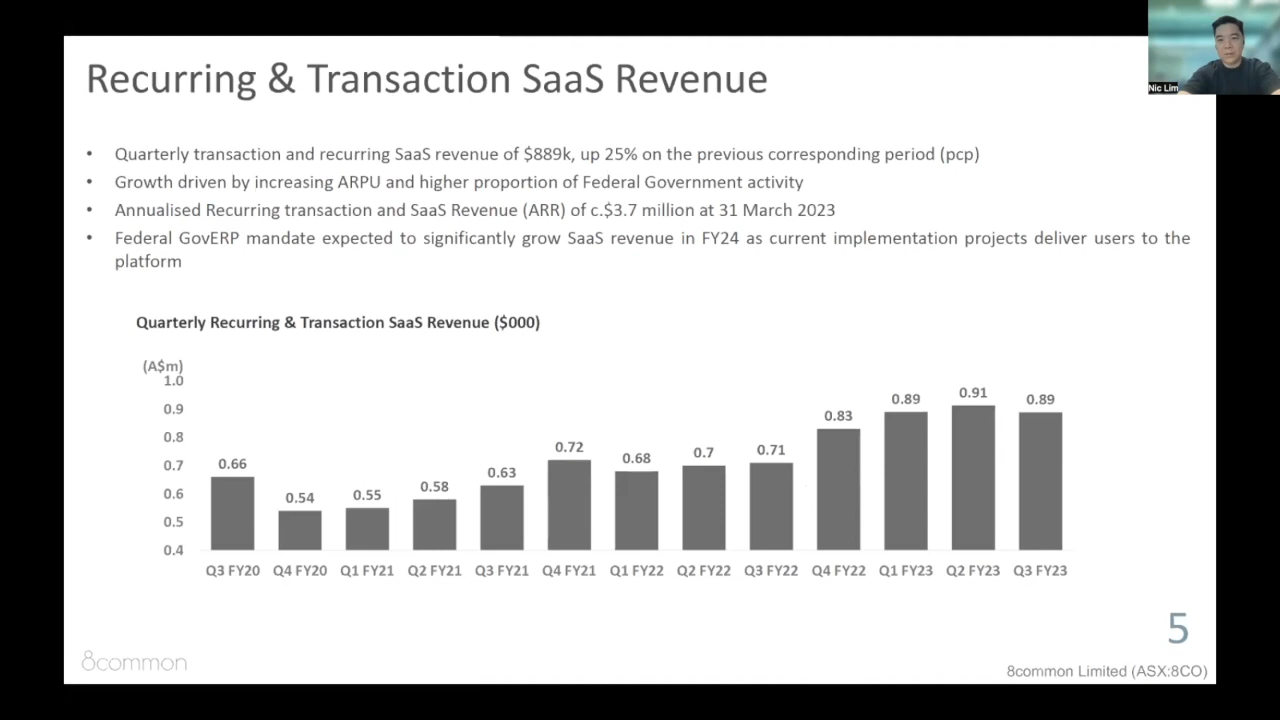 Nic Lim
Recurring & Transaction SaaS Revenue
• Quarterly transaction and recurring SaaS revenue of $889k, up 25% on the previous corresponding period (pcp)
• Growth driven by increasing ARPU and higher proportion of Federal Government activity
• Annualised Recurring transaction and SaaS Revenue (ARR) of c.$3.7 million at 31 March 2023
• Federal GovERP mandate expected to significantly grow SaaS revenue in FY24 as current implementation projects deliver users to the
platform
Quarterly Recurring & Transaction SaaS Revenue ($000)
(A$m)
1.0
0.9
0.8
0.7
0.6
0.5
0.4
0.66 0.54 0.55 0.58 0.63 0.72 0.68 0.7 0.71 0.83 0.89 0.91 0.89
Q3 FY20 Q4 FY20 Q1 FY21 Q2 FY21 Q3 FY21 Q4 FY21 Q1 FY22 Q2 FY22 Q3 FY22 Q4 FY22 Q1 FY23 Q2 FY23 Q3 FY23
5
8common
8common Limited (ASX:8CO)